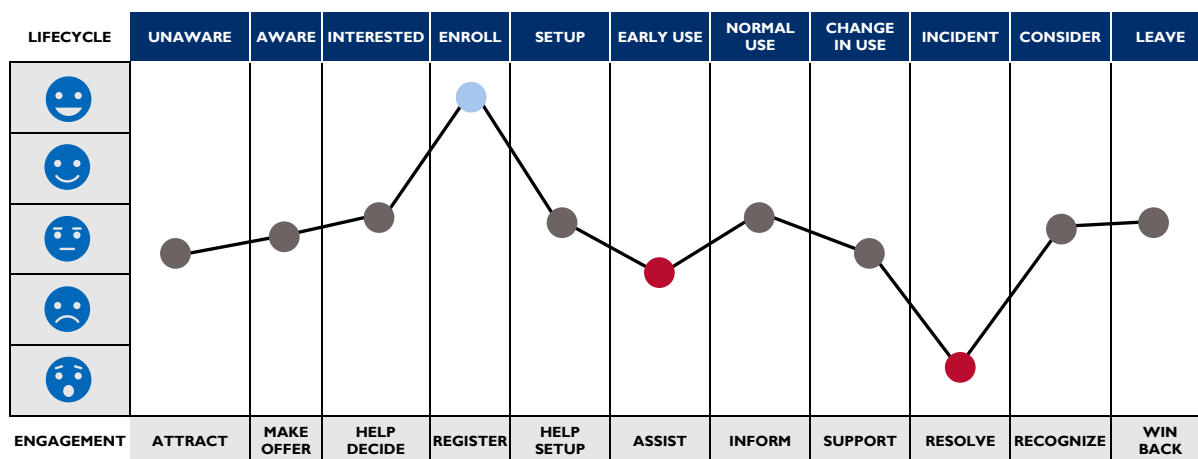 LIFECYCLE
UNAWARE
AWARE
INTERESTED
ENROLL
SETUP
EARLY USE
NORMAL
USE
CHANGE
IN USE
INCIDENT
CONSIDER
LEAVE
ENGAGEMENT
ATTRACT
MAKE
OFFER
HELP
DECIDE
REGISTER
HELP
SETUP
ASSIST
INFORM
SUPPORT
RESOLVE
RECOGNIZE
WIN
BACK